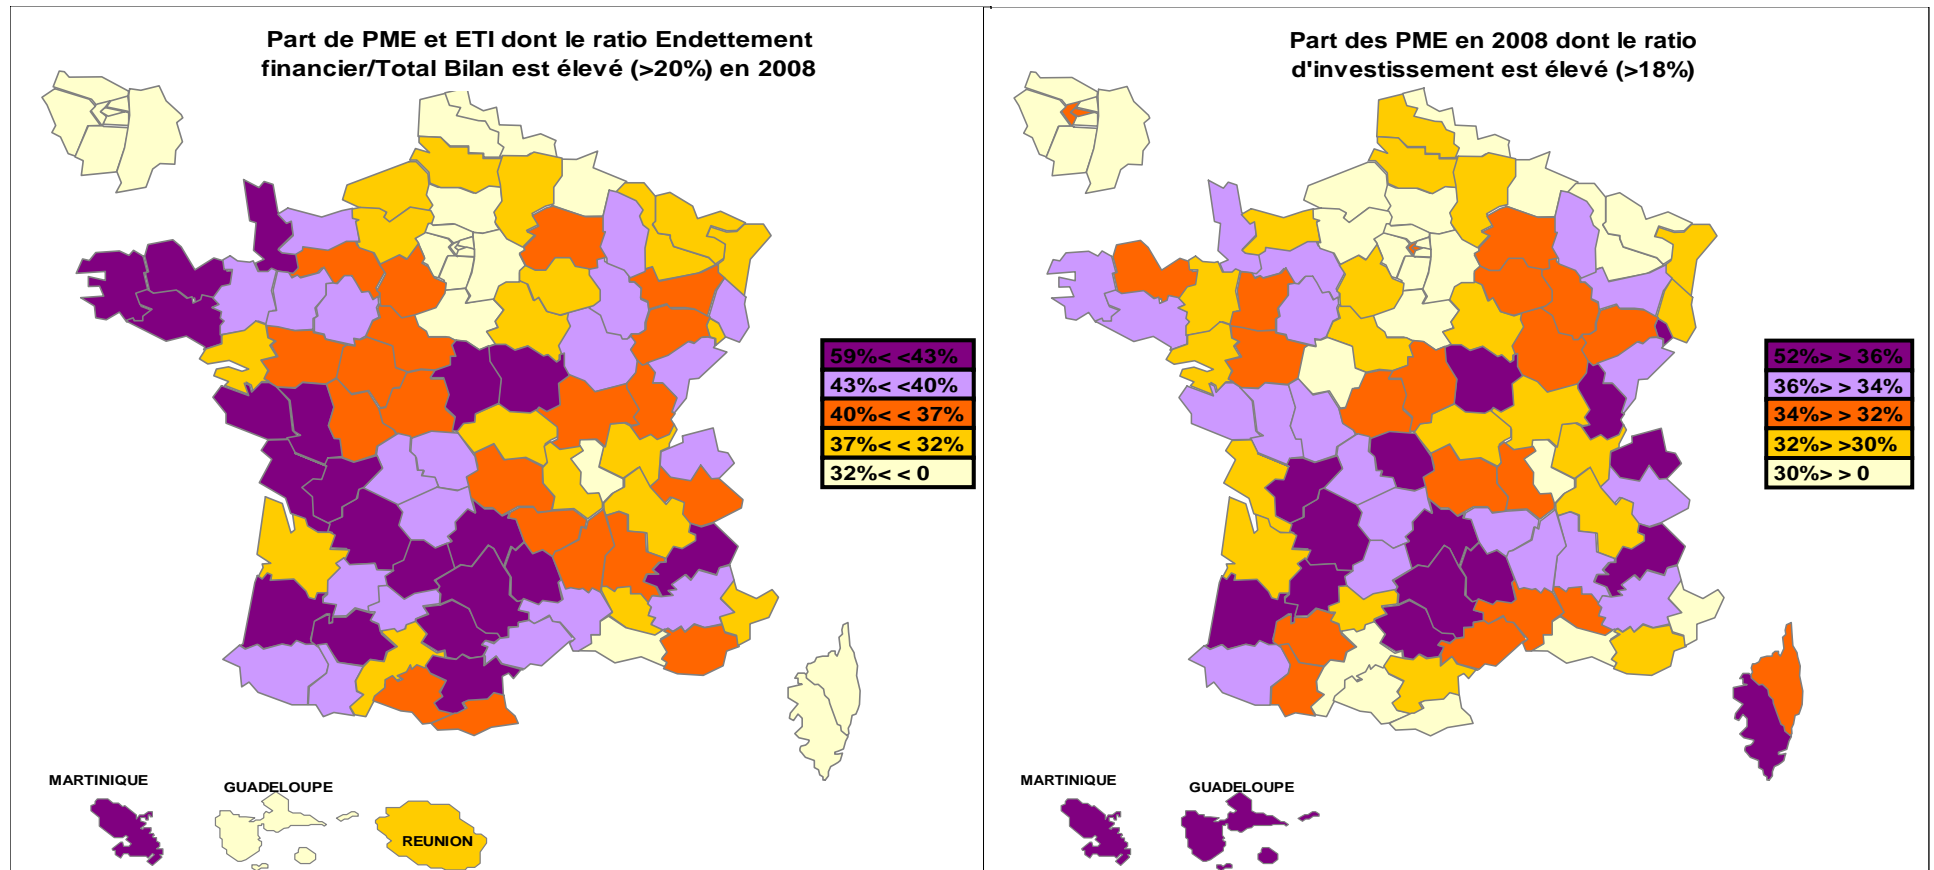 Part de PME et ETI dont le ratio Endettement
financier/Total Bilan est élevé (>20%) en 2008
59%< <43%
43%< <40%
40%< < 37%
37%< < 32%
32%< < 0
MARTINIQUE
GUADELOUPE
REUNION
Part des PME en 2008 dont le ratio
d'investissement est élevé (>18%)
52%> > 36%
36%> > 34%
34%> > 32%
32%> >30%
30%> > 0
MARTINIQUE
GUADELOUPE